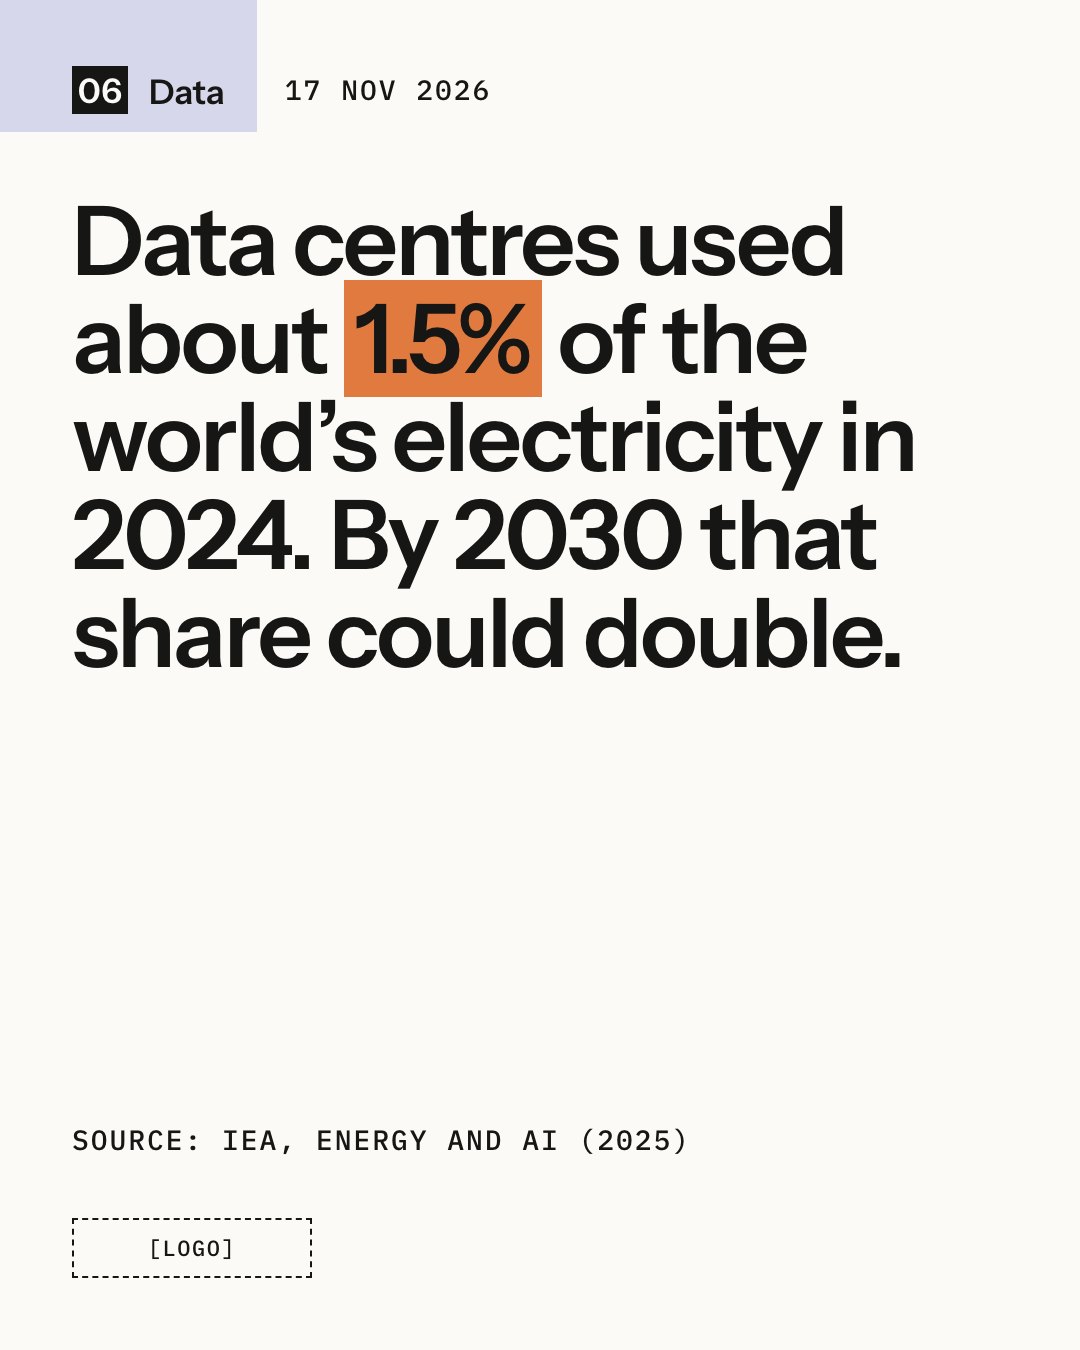 06 Data 17 NOV 2026
Data centres used
about 1.5% of the
world’s electricity in
2024. By 2030 that
share could double.
SOURCE: IEA, ENERGY AND AI (2025)
[LOGO]